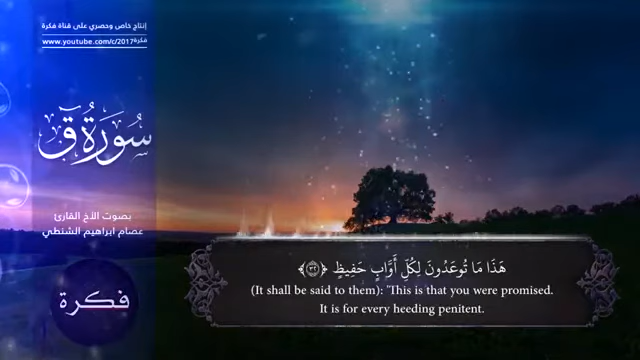 إنتاج خاص وحصري على قناة فكرة
www.youtube.com/c/2017فكرة
سُورَةُ ق
بصوت الأخ القارئ
عصام ابراهيم الشنطي
فكرة
هَٰذَا مَا تُوعَدُونَ لِكُلِّ أَوَّابٍ حَفِيظٍ ﴿٣٢﴾
(It shall be said to them): 'This is that you were promised.
It is for every heeding penitent.